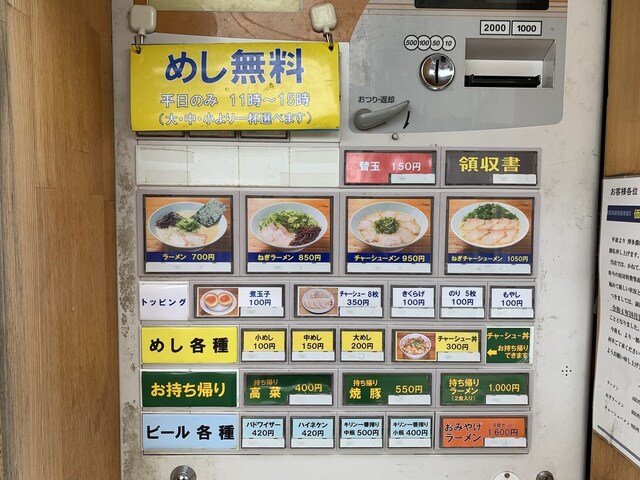 めし無料
平日のみ 11時～15時
（大・中・小より一杯選べます）
2000 1000
500 100 50 10
おつり・返却
替玉 150円
領収書
ラーメン 700円
ねぎラーメン 850円
チャーシューメン 950円
ねぎチャーシューメン 1050円
トッピング
煮玉子 100円
チャーシュー 8枚 350円
きくらげ 100円
のり 5枚 100円
もやし 100円
めし各種
小めし 100円
中めし 150円
大めし 200円
チャーシュー丼 300円
チャーシュー丼
お持ち帰り
できます
お持ち帰り
持ち帰り
高菜 400円
持ち帰り
焼豚 550円
持ち帰り
ラーメン
(2食入り) 1,000円
ビール各種
バドワイザー
420円
ハイネケン
420円
キリン一番搾り
中瓶 500円
キリン一番搾り
小瓶 400円
おみやげ
ラーメン
1600円
お客様各位